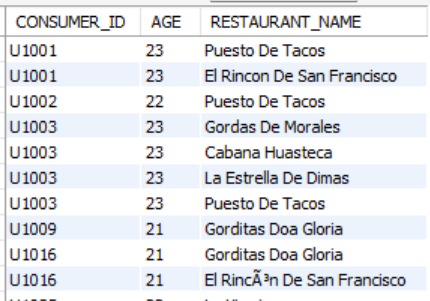 CONSUMER_ID AGE RESTAURANT_NAME
U1001 23 Puesto De Tacos
U1001 23 El Rincon De San Francisco
U1002 22 Puesto De Tacos
U1003 23 Gordas De Morales
U1003 23 Cabana Huasteca
U1003 23 La Estrella De Dimas
U1003 23 Puesto De Tacos
U1009 21 Gorditas Doa Gloria
U1016 21 Gorditas Doa Gloria
U1016 21 El RincÃ³n De San Francisco